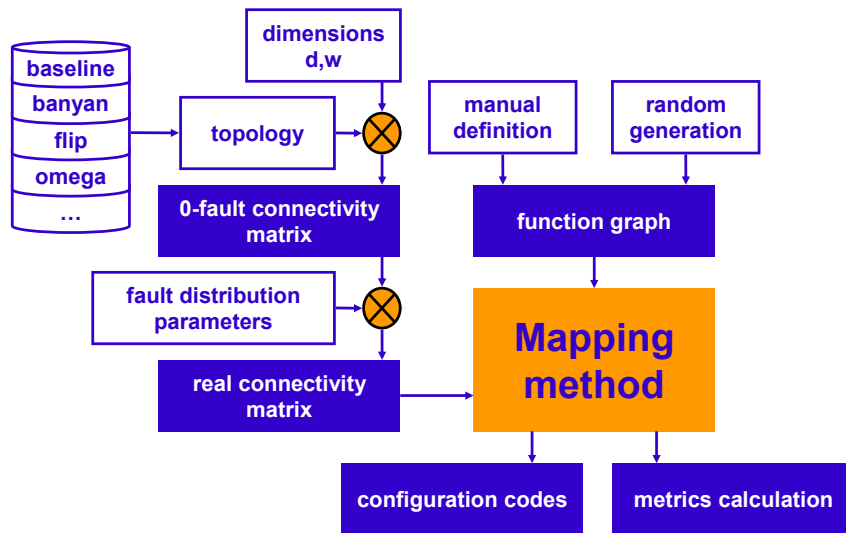 dimensions
d,w
baseline
banyan
flip
omega
…
topology
manual
definition
random
generation
0-fault connectivity
matrix
function graph
fault distribution
parameters
Mapping
method
real connectivity
matrix
configuration codes
metrics calculation